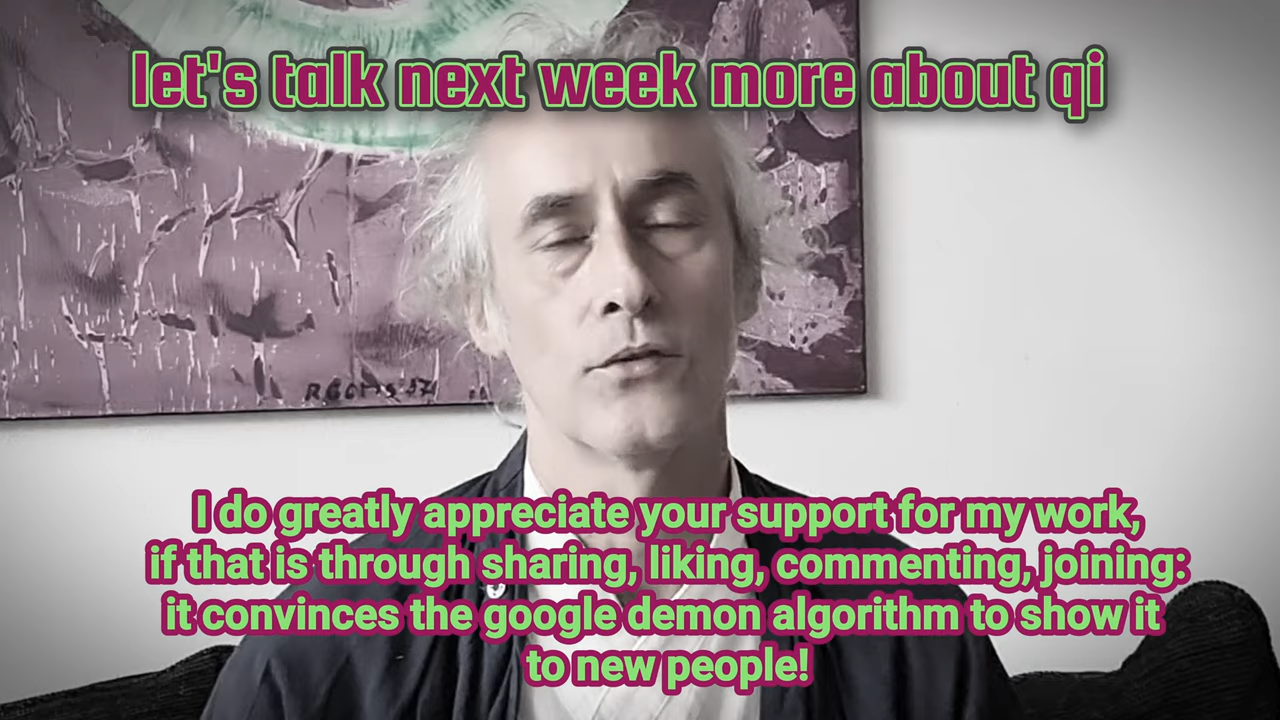 let's talk next week more about qi
I do greatly appreciate your support for my work,
if that is through sharing, liking, commenting, joining:
it convinces the google demon algorithm to show it
to new people!